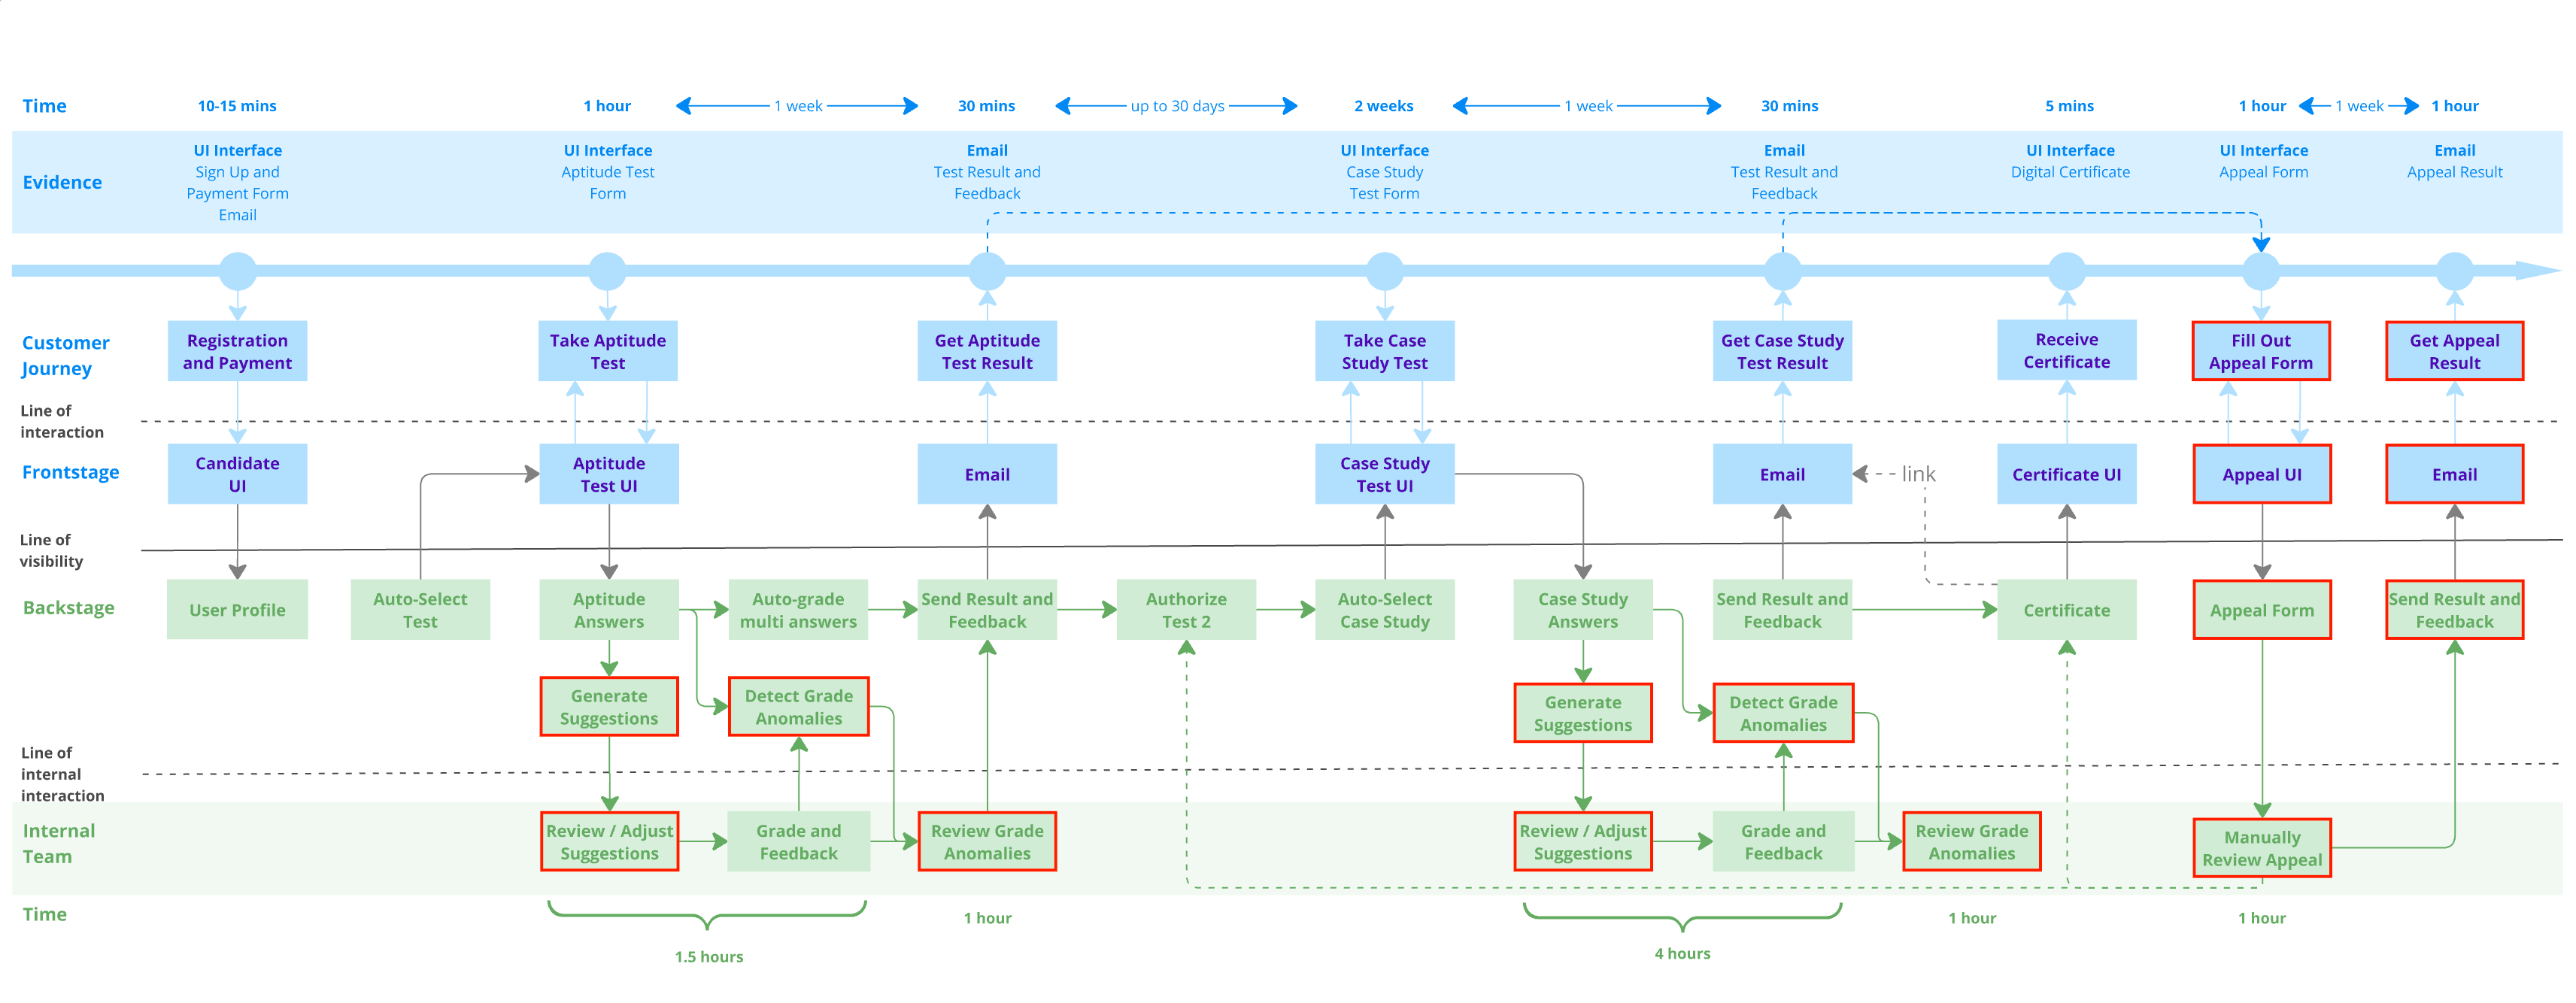 Time
10-15 mins
1 hour
1 week
30 mins
up to 30 days
2 weeks
1 week
30 mins
5 mins
1 hour
1 week
1 hour
Evidence
UI Interface
Sign Up and
Payment Form
Email
UI Interface
Aptitude Test
Form
Email
Test Result and
Feedback
UI Interface
Case Study
Test Form
Email
Test Result and
Feedback
UI Interface
Digital Certificate
UI Interface
Appeal Form
Email
Appeal Result
Customer
Journey
Registration
and Payment
Take Aptitude
Test
Get Aptitude
Test Result
Take Case
Study Test
Get Case Study
Test Result
Receive
Certificate
Fill Out
Appeal Form
Get Appeal
Result
Line of
interaction
Frontstage
Candidate
UI
Aptitude
Test UI
Email
Case Study
Test UI
Email
link
Certificate UI
Appeal UI
Email
Line of
visibility
Backstage
User Profile
Auto-Select
Test
Aptitude
Answers
Auto-grade
multi answers
Send Result and
Feedback
Authorize
Test 2
Auto-Select
Case Study
Case Study
Answers
Send Result and
Feedback
Certificate
Appeal Form
Send Result and
Feedback
Generate
Suggestions
Detect Grade
Anomalies
Generate
Suggestions
Detect Grade
Anomalies
Line of
internal
interaction
Internal
Team
Review / Adjust
Suggestions
Grade and
Feedback
Review Grade
Anomalies
Review / Adjust
Suggestions
Grade and
Feedback
Review Grade
Anomalies
Manually
Review Appeal
Time
1.5 hours
1 hour
4 hours
1 hour
1 hour